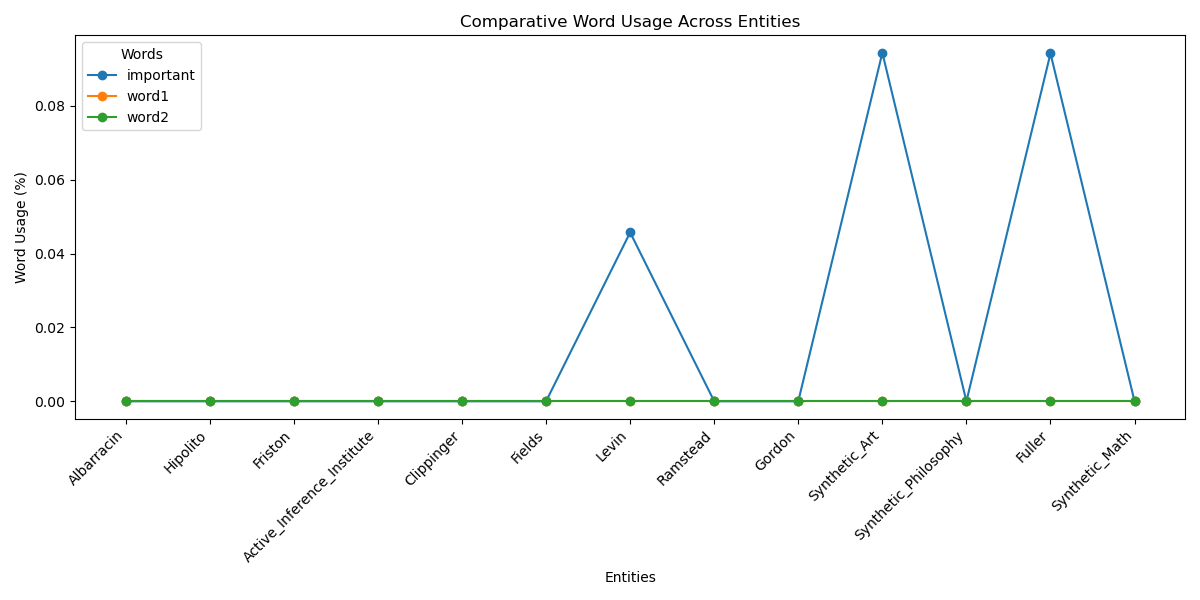 Comparative Word Usage Across Entities
Words
important
word1
word2
Word Usage (%)
0.08
0.06
0.04
0.02
0.00
Albarracin
Hipolito
Friston
Active_Inference_Institute
Clippinger
Fields
Levin
Ramstead
Gordon
Synthetic_Art
Synthetic_Philosophy
Fuller
Synthetic_Math
Entities